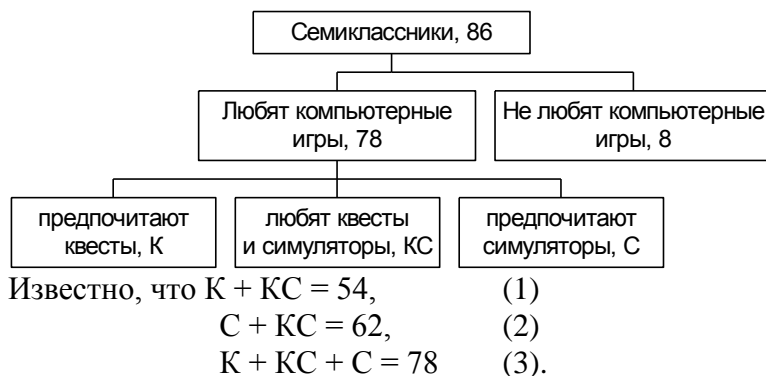 Семиклассники, 86
Любят компьютерные
игры, 78
Не любят компьютерные
игры, 8
предпочитают
квесты, К
любят квесты
и симуляторы, КС
предпочитают
симуляторы, С
Известно, что К + КС = 54, (1)
С + КС = 62, (2)
К + КС + С = 78 (3).